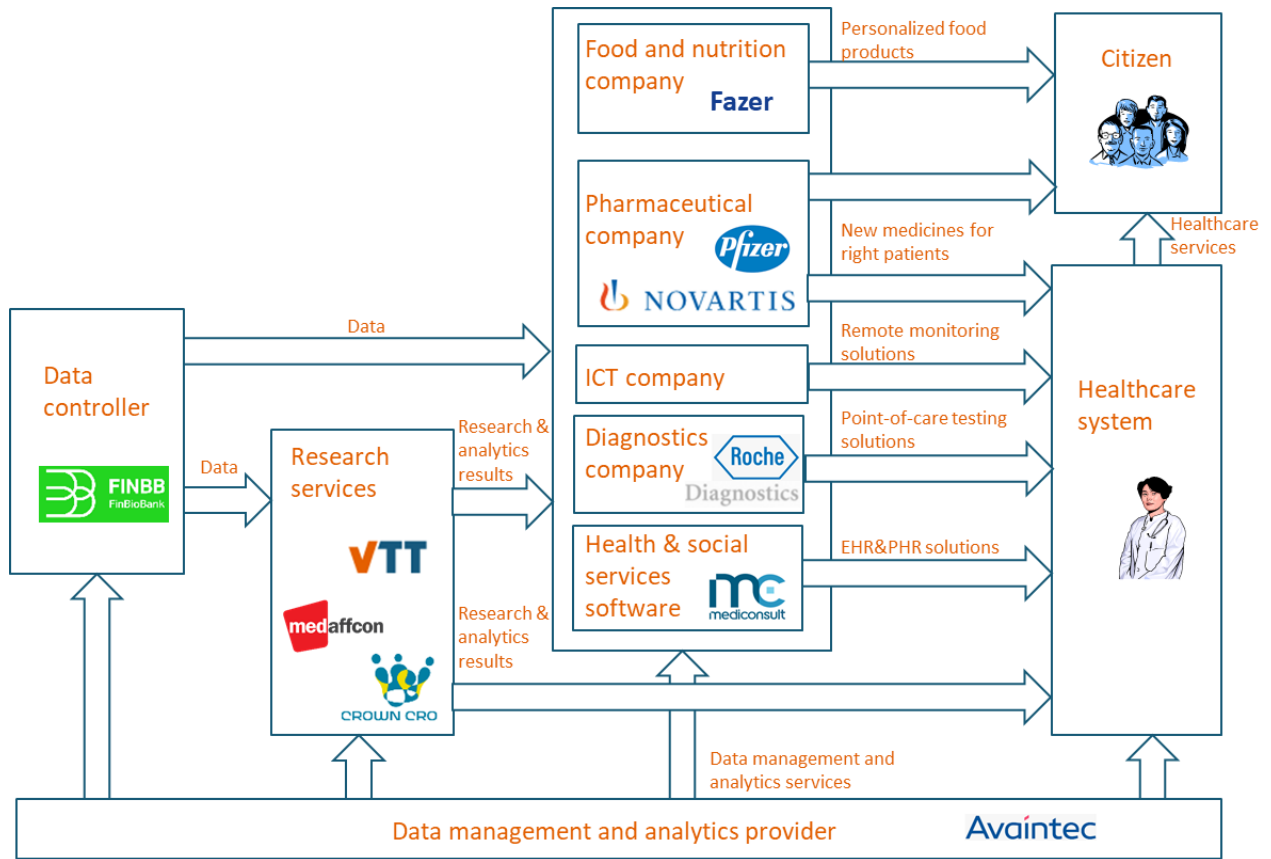 Food and nutrition
company
Fazer
Personalized food
products
Citizen
Pharmaceutical
company
Pfizer
NOVARTIS
New medicines for
right patients
Healthcare
services
Data
controller
FINBB
FinBioBank
Data
Data
Research
services
VTT
medaffcon
CROWN CRO
Research &
analytics
results
Research &
analytics
results
ICT company
Remote monitoring
solutions
Diagnostics
company
Roche
Diagnostics
Point-of-care testing
solutions
Health & social
services
software
mc
mediconsult
EHR&PHR solutions
Healthcare
system
Data management and
analytics services
Data management and analytics provider
Avaintec